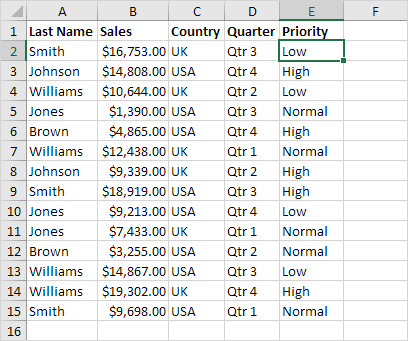 A B C D E F
1 Last Name Sales Country Quarter Priority
2 Smith $16,753.00 UK Qtr 3 Low
3 Johnson $14,808.00 USA Qtr 4 High
4 Williams $10,644.00 UK Qtr 2 Low
5 Jones $1,390.00 USA Qtr 3 Normal
6 Brown $4,865.00 USA Qtr 4 High
7 Williams $12,438.00 UK Qtr 1 Normal
8 Johnson $9,339.00 UK Qtr 2 High
9 Smith $18,919.00 USA Qtr 3 High
10 Jones $9,213.00 USA Qtr 4 Low
11 Jones $7,433.00 UK Qtr 1 Normal
12 Brown $3,255.00 USA Qtr 2 Normal
13 Williams $14,867.00 USA Qtr 3 Low
14 Williams $19,302.00 UK Qtr 4 High
15 Smith $9,698.00 USA Qtr 1 Normal
16